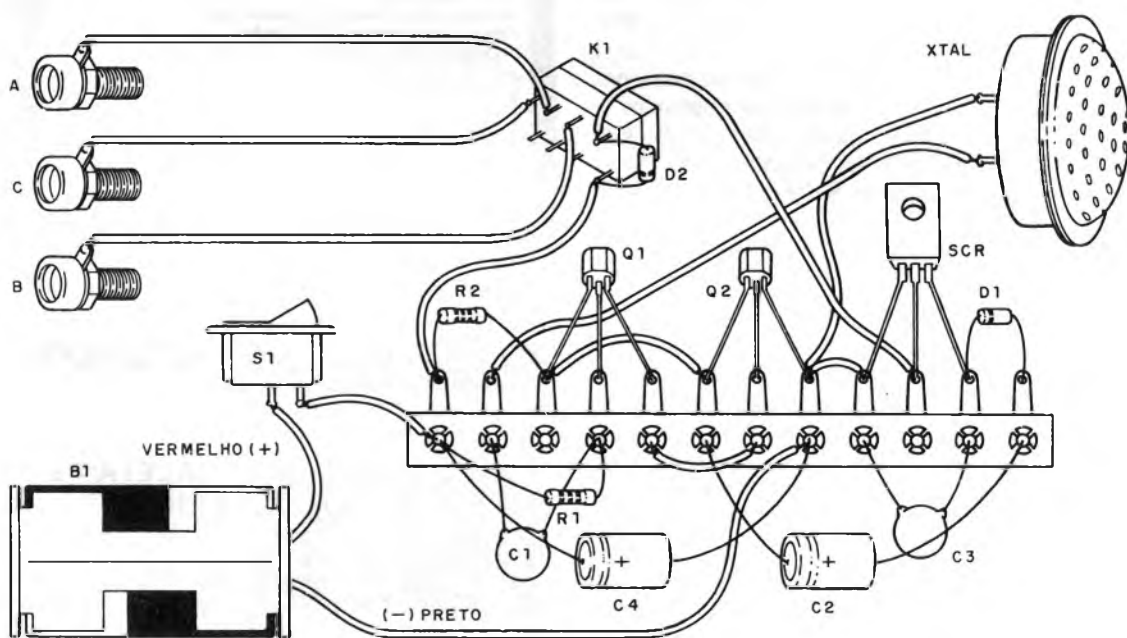 K1
XTAL
A
D2
C
SCR
Q1
R2
Q2
D1
B
S1
VERMELHO (+)
B1
R1
C1
+
+
C3
C4
C2
(-) PRETO